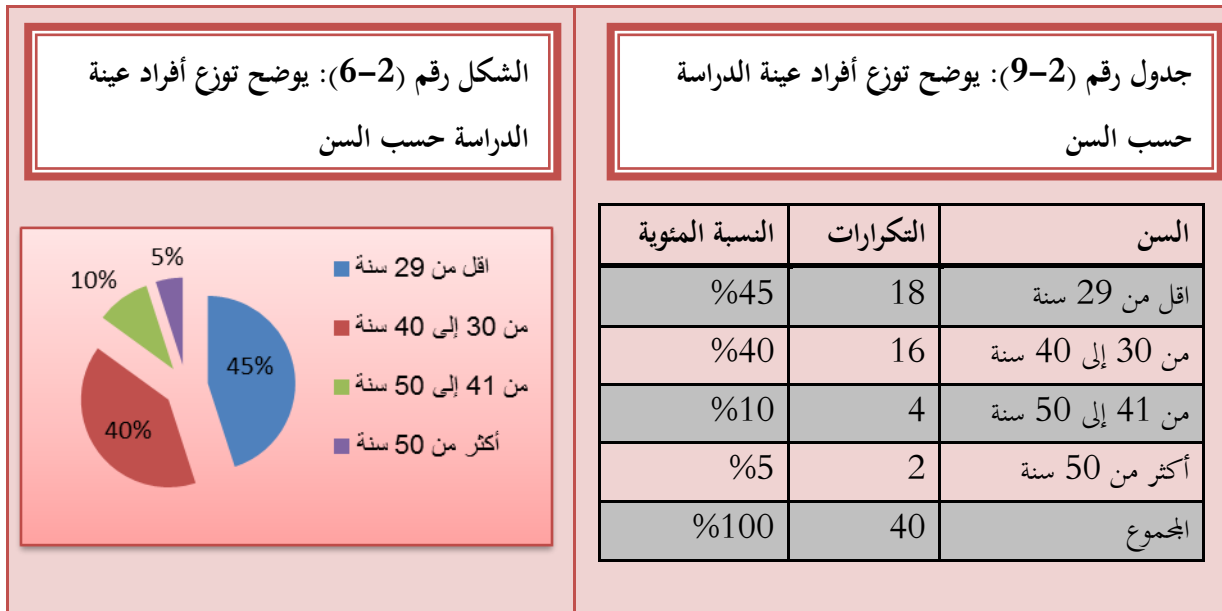 جدول رقم (2-9): يوضح توزع أفراد عينة الدراسة
حسب السن
السن التكرارات النسبة المئوية
اقل من 29 سنة 18 45%
من 30 إلى 40 سنة 16 40%
من 41 إلى 50 سنة 4 10%
أكثر من 50 سنة 2 5%
المجموع 40 100%
الشكل رقم (2-6): يوضح توزع أفراد عينة
الدراسة حسب السن
اقل من 29 سنة
من 30 إلى 40 سنة
من 41 إلى 50 سنة
أكثر من 50 سنة
45%
40%
10%
5%